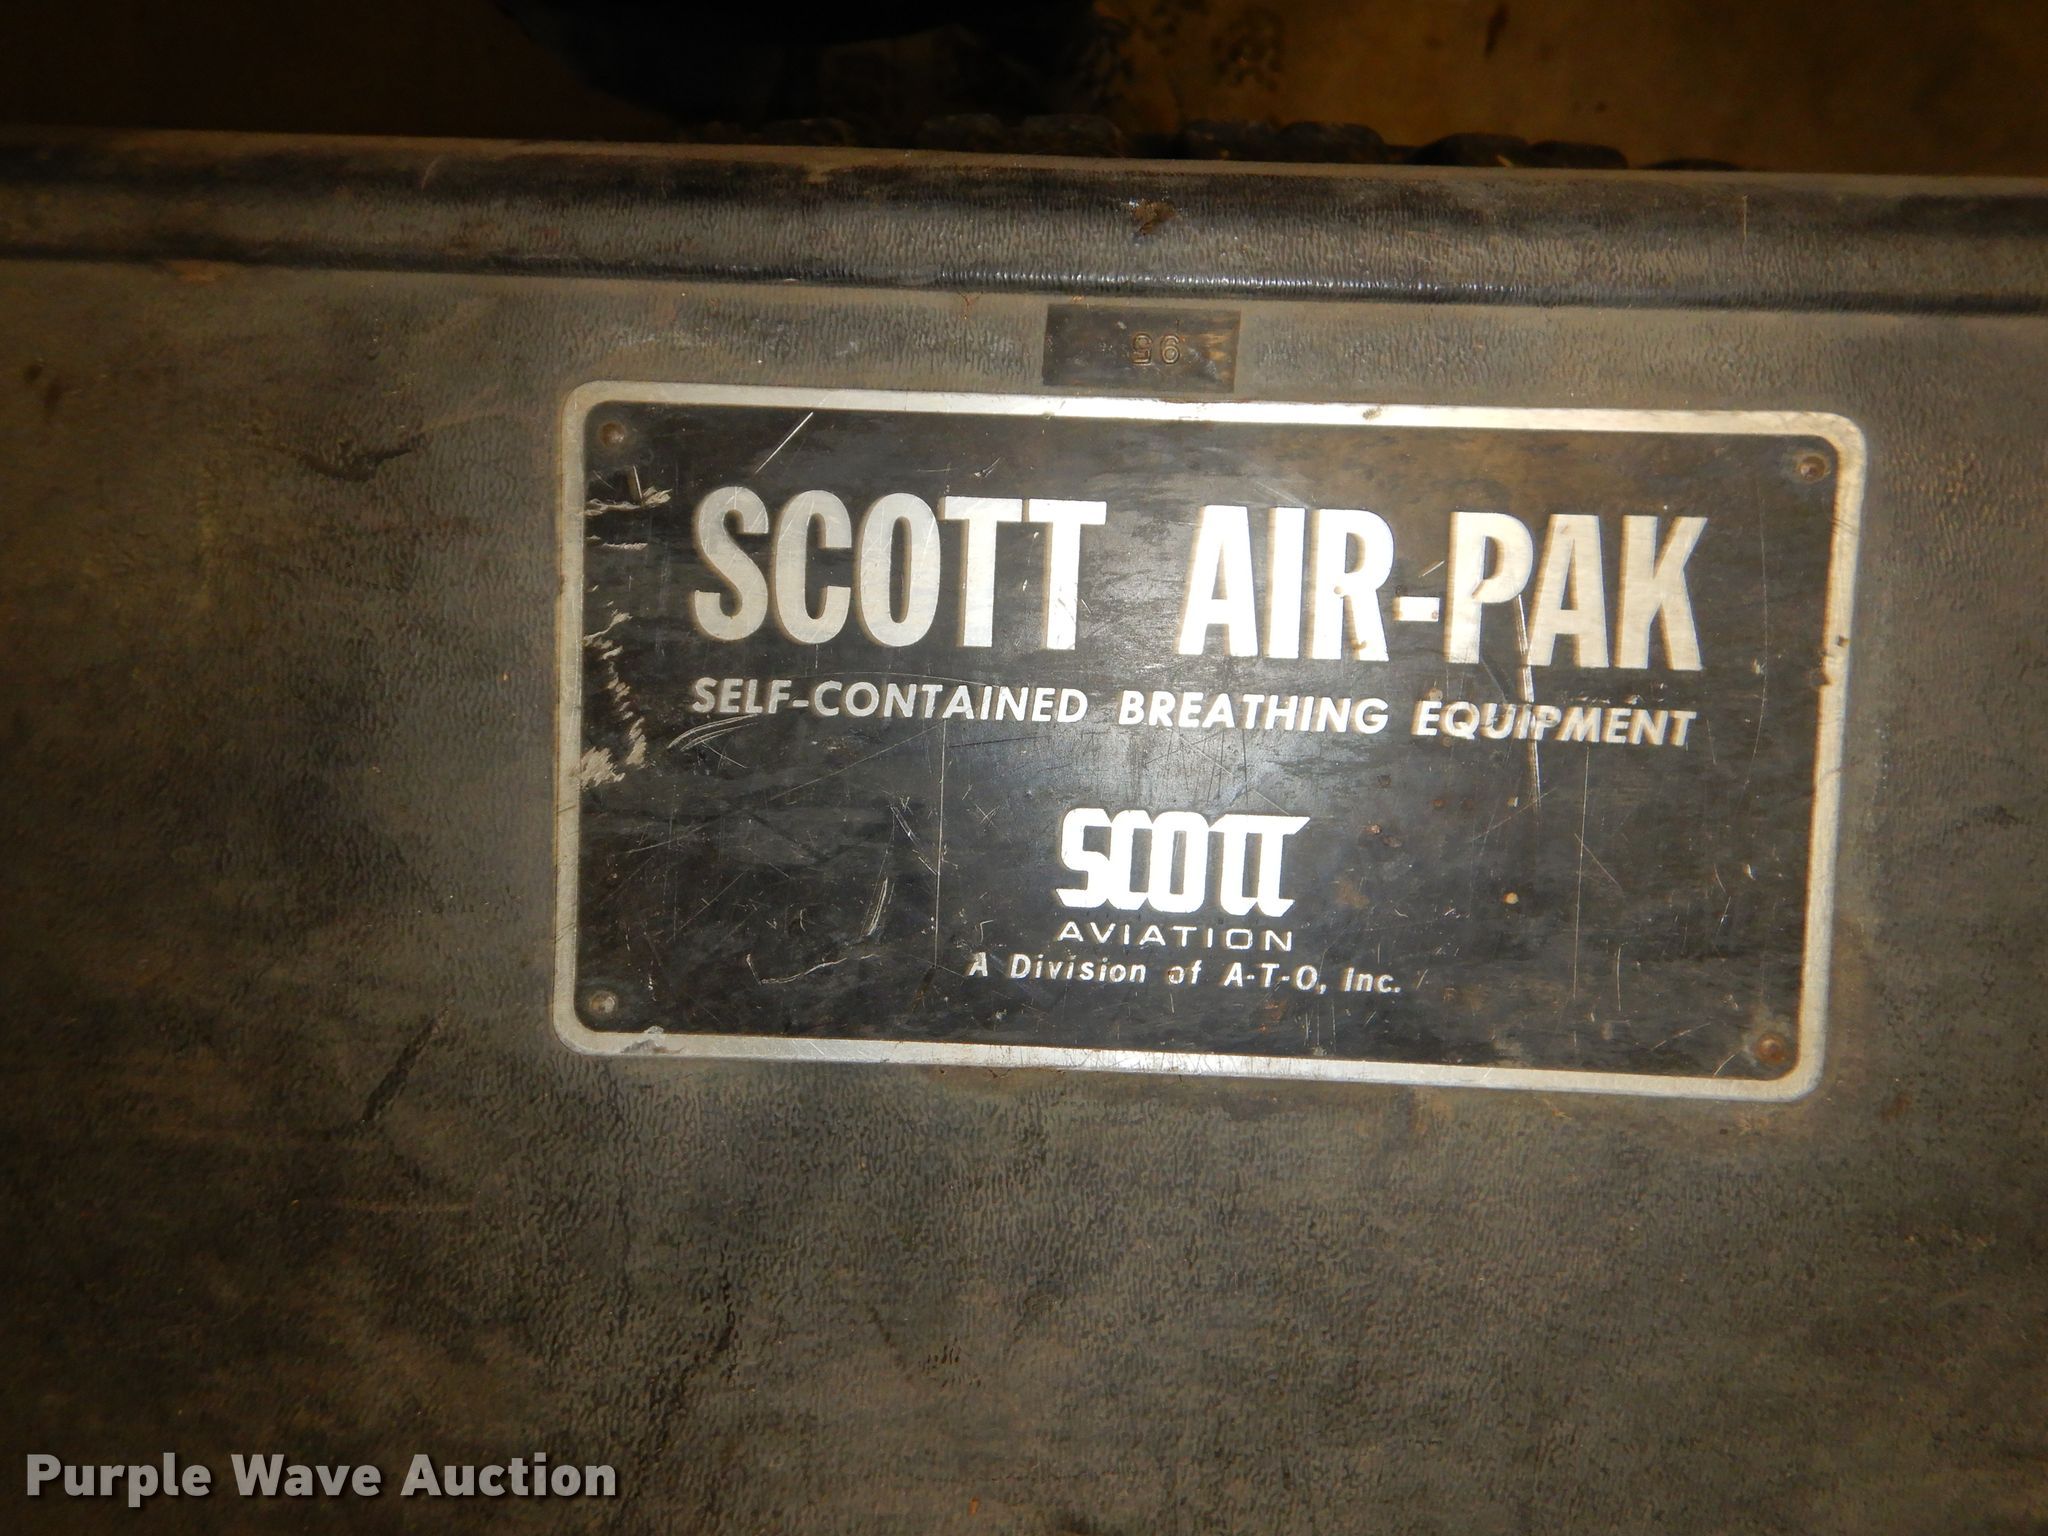 95
SCOTT AIR-PAK
SELF-CONTAINED BREATHING EQUIPMENT
SCOTT
AVIATION
A Division of A-T-O, Inc.
Purple Wave Auction